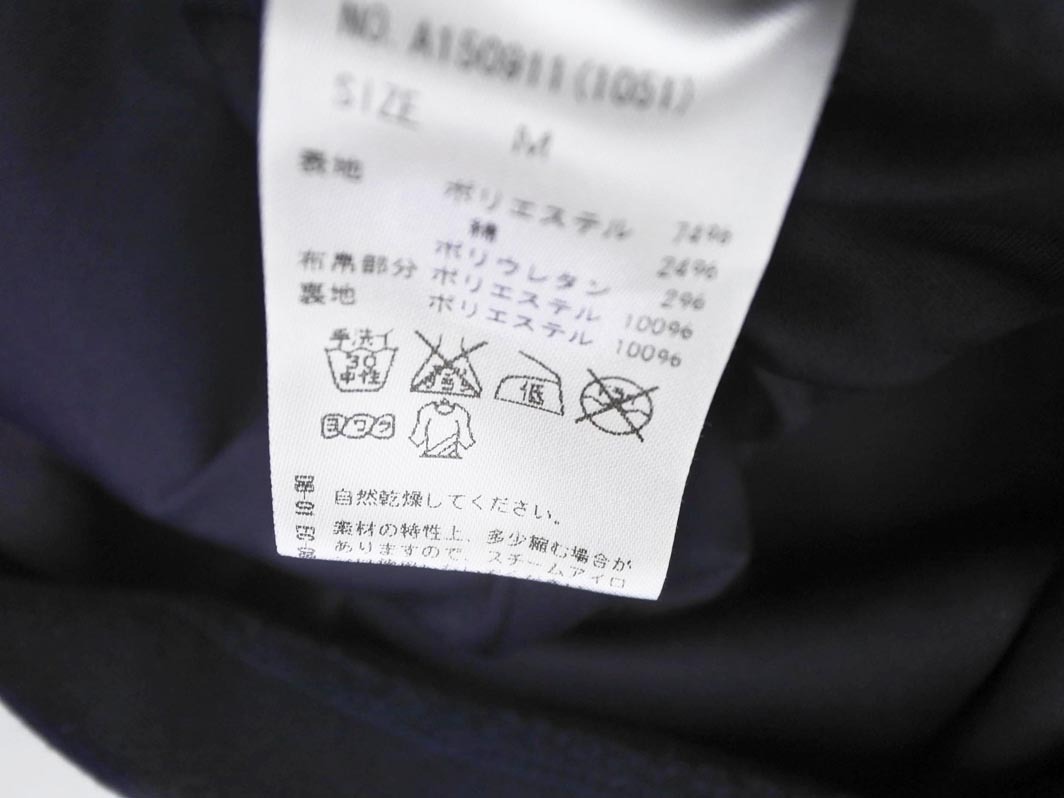 NO. A150911(1051)
SIZE M
表地 ポリエステル 74%
綿 24%
ポリウレタン 2%
布帛部分 ポリエステル 100%
裏地 ポリエステル 100%
手洗イ
30
中性
低
ヨワク
自然乾燥してください。
素材の特性上、多少縮む場合が
ありますので、スチームアイロ